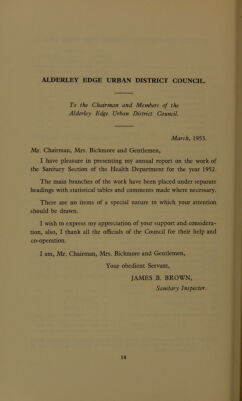 ALDERLEY EDGE URBAN DISTRICT COUNCIL.
To the Chairman and Members of the
Alderley Edge Urban District Council.
March, 1953.
Mr. Chairman, Mrs. Bickmore and Gentlemen,
I have pleasure in presenting my annual report on the work of
the Sanitary Section of the Health Department for the year 1952.
The main branches of the work have been placed under separate
headings with statistical tables and comments made where necessary.
There are no items of a special nature in which your attention
should be drawn.
I wish to express my appreciation of your support and considera-
tion, also, I thank all the officials of the Council for their help and
co-operation.
I am, Mr. Chairman, Mrs. Bickmore and Gentlemen,
Your obedient Servant,
JAMES B. BROWN,
Sanitary Inspector.